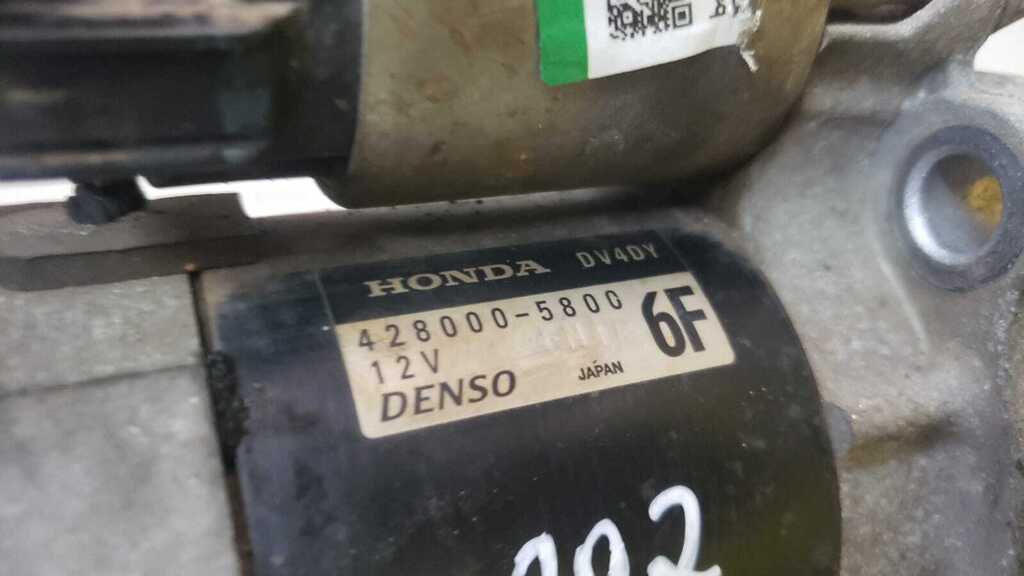 HONDA DV4DY
428000-5800
6F
12V
DENSO JAPAN